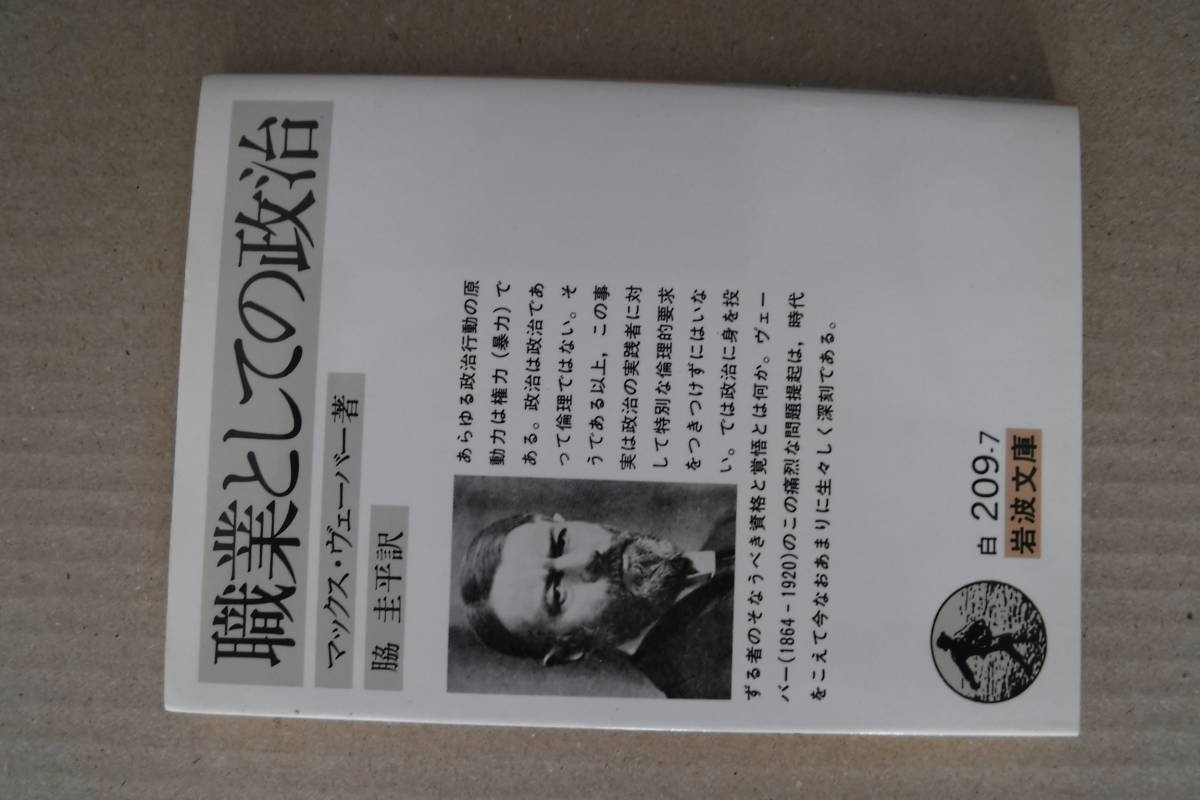 職業としての政治
マックス・ヴェーバー著
脇 圭平訳
あらゆる政治行動の原
動力は権力（暴力）で
ある。政治は政治であ
って倫理ではない。そ
うである以上，この事
実は政治の実践者に対
して特別な倫理的要求
をつきつけずにはいな
い。では政治に身を投
ずる者のそなうべき資格と覚悟とは何か。ヴェー
バー(1864－1920)のこの痛烈な問題提起は，時代
をこえて今なおあまりに生々しく深刻である。
白 209-7
岩波文庫